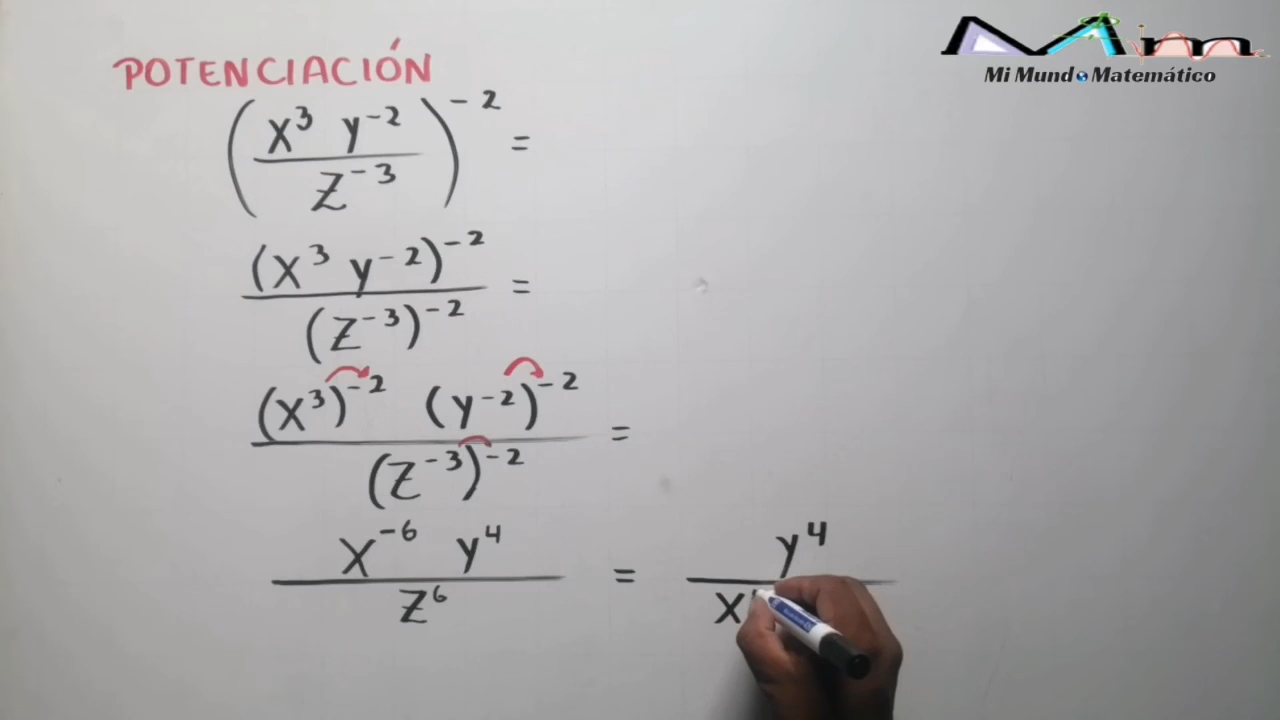 Mim
Mi Mundo Matemático
POTENCIACIÓN
(x³ y⁻² / z⁻³)⁻² =
(x³ y⁻²)⁻² / (z⁻³)⁻² =
(x³)⁻² (y⁻²)⁻² / (z⁻³)⁻² =
x⁻⁶ y⁴ / z⁶ = y⁴ / x